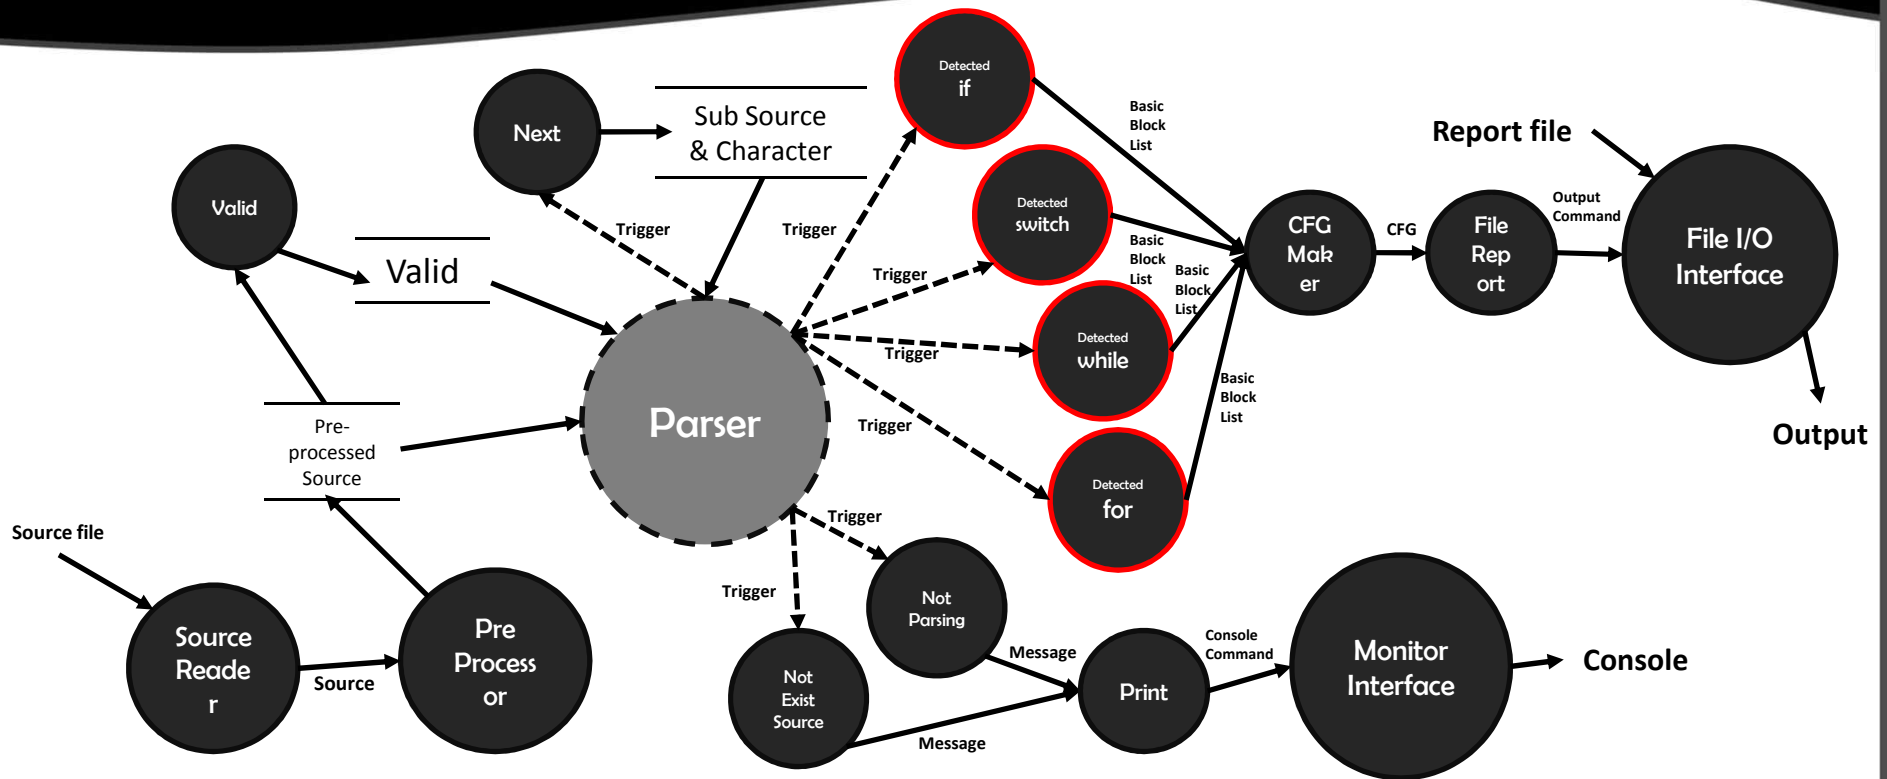 Detected
if
Next
Sub Source
& Character
Basic
Block
List
Report file
Valid
Trigger
Trigger
Detected
switch
Basic
Block
List
CFG
Mak
er
CFG
File
Rep
ort
Output
Command
File I/O
Interface
Valid
Trigger
Basic
Block
List
Detected
while
Trigger
Basic
Block
List
Parser
Trigger
Output
Pre-
processed
Source
Detected
for
Trigger
Source file
Source
Reade
r
Source
Pre
Process
or
Trigger
Not
Parsing
Not
Exist
Source
Message
Message
Print
Console
Command
Monitor
Interface
Console